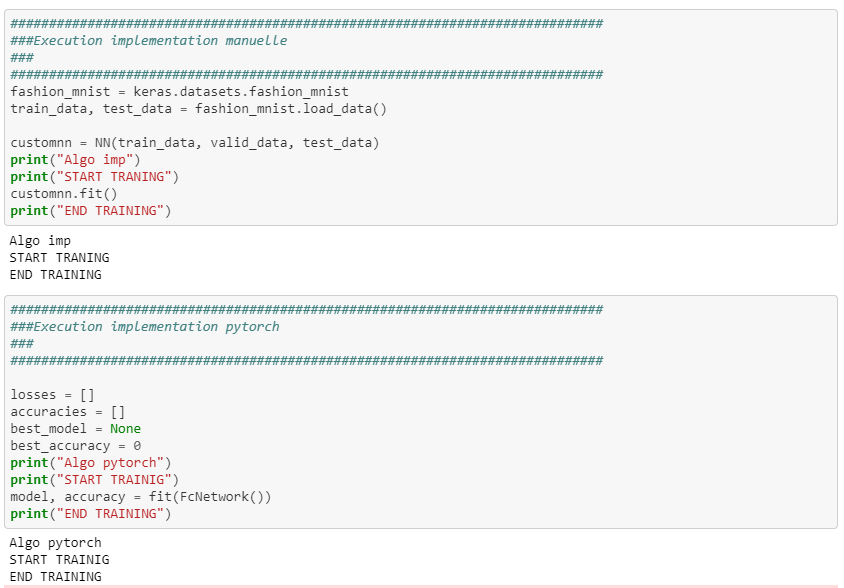 #############################################################################
###Execution implementation manuelle
###
#############################################################################
fashion_mnist = keras.datasets.fashion_mnist
train_data, test_data = fashion_mnist.load_data()

customnn = NN(train_data, valid_data, test_data)
print("Algo imp")
print("START TRANING")
customnn.fit()
print("END TRAINING")
Algo imp
START TRANING
END TRAINING
#############################################################################
###Execution implementation pytorch
###
#############################################################################

losses = []
accuracies = []
best_model = None
best_accuracy = 0
print("Algo pytorch")
print("START TRAINIG")
model, accuracy = fit(FcNetwork())
print("END TRAINING")
Algo pytorch
START TRAINIG
END TRAINING